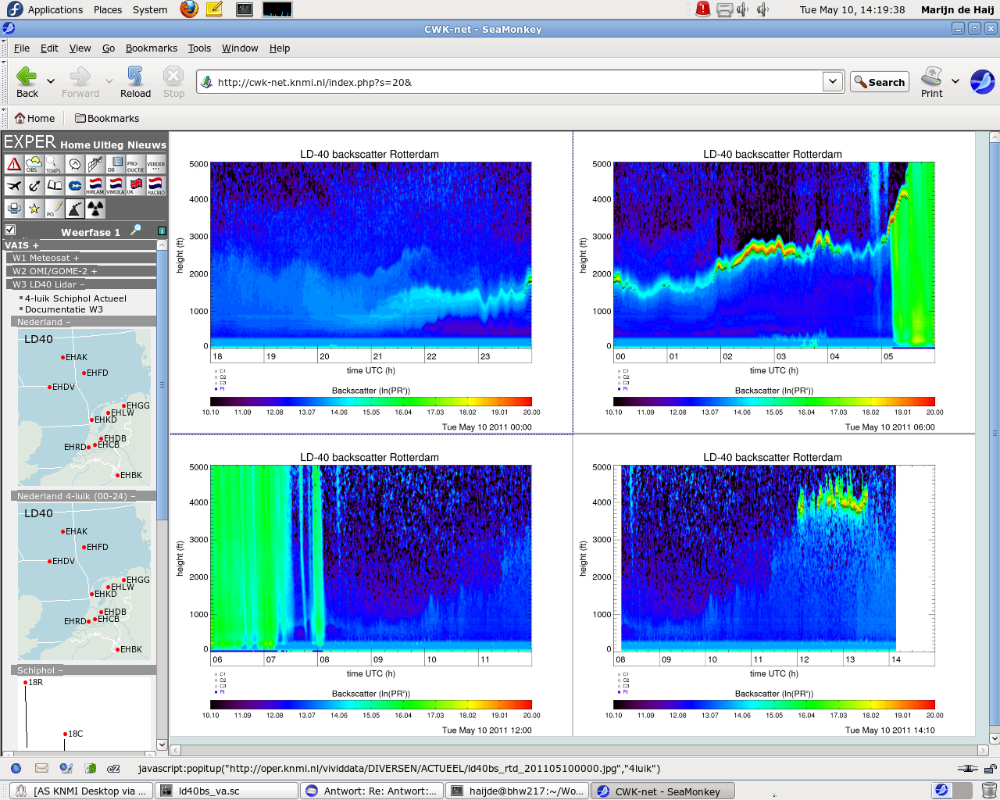 Applications Places System
Tue May 10, 14:19:38 Marijn de Haij
CWK-net - SeaMonkey
File Edit View Go Bookmarks Tools Window Help
Back Forward Reload Stop
http://cwk-net.knmi.nl/index.php?s=20&
Search
Print
Home Bookmarks
EXPER Home Uitleg Nieuws
OBS TEMPS DB PRO-DUCTIE VERDER...
HIRLAM VIMOLA UK RACMO
PO
Weerfase 1
VAIS +
W1 Meteosat +
W2 OMI/GOME-2 +
W3 LD40 Lidar −
4-luik Schiphol Actueel
Documentatie W3
Nederland −
LD40
EHAK
EHFD
EHDV
EHGG
EHLW
EHKD
EHDB
EHRD EHCB
EHBK
Nederland 4-luik (00-24) −
LD40
EHAK
EHFD
EHDV
EHGG
EHLW
EHKD
EHDB
EHRD EHCB
EHBK
Schiphol −
18R
18C
LD-40 backscatter Rotterdam
height (ft)
5000
4000
3000
2000
1000
0
18 19 20 21 22 23
time UTC (h)
C1
C2
C3
PI
Backscatter (ln(PR²))
10.10 11.09 12.08 13.07 14.06 15.05 16.04 17.03 18.02 19.01 20.00
Tue May 10 2011 00:00
LD-40 backscatter Rotterdam
height (ft)
5000
4000
3000
2000
1000
0
00 01 02 03 04 05
time UTC (h)
C1
C2
C3
PI
Backscatter (ln(PR²))
10.10 11.09 12.08 13.07 14.06 15.05 16.04 17.03 18.02 19.01 20.00
Tue May 10 2011 06:00
LD-40 backscatter Rotterdam
height (ft)
5000
4000
3000
2000
1000
0
06 07 08 09 10 11
time UTC (h)
C1
C2
C3
PI
Backscatter (ln(PR²))
10.10 11.09 12.08 13.07 14.06 15.05 16.04 17.03 18.02 19.01 20.00
Tue May 10 2011 12:00
LD-40 backscatter Rotterdam
height (ft)
5000
4000
3000
2000
1000
0
08 09 10 11 12 13 14
time UTC (h)
C1
C2
C3
PI
Backscatter (ln(PR²))
10.10 11.09 12.08 13.07 14.06 15.05 16.04 17.03 18.02 19.01 20.00
Tue May 10 2011 14:10
javascript:popitup("http://oper.knmi.nl/vividdata/DIVERSEN/ACTUEEL/ld40bs_rtd_201105100000.jpg","4luik")
[AS KNMI Desktop via ... ld40bs_va.sc Antwoord: Re: Antwoord:... haijde@bhw217:~/Wo... CWK-net - SeaMonkey